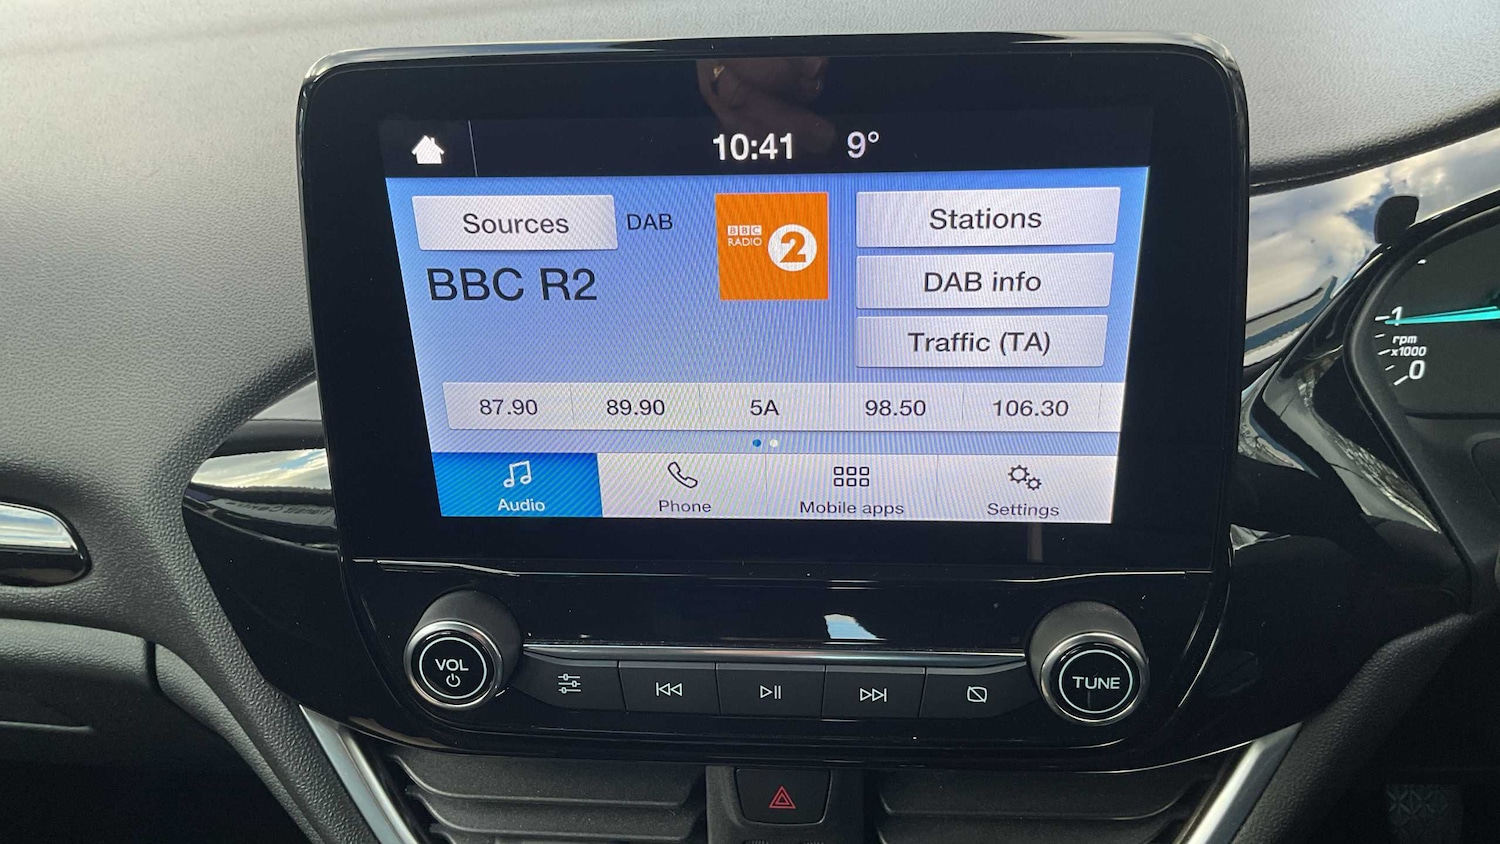 10:41 9°
Sources DAB
BBC R2
BBC
RADIO 2
Stations
DAB info
Traffic (TA)
87.90 89.90 5A 98.50 106.30
Audio Phone Mobile apps Settings
VOL
TUNE
1
rpm
x1000
0